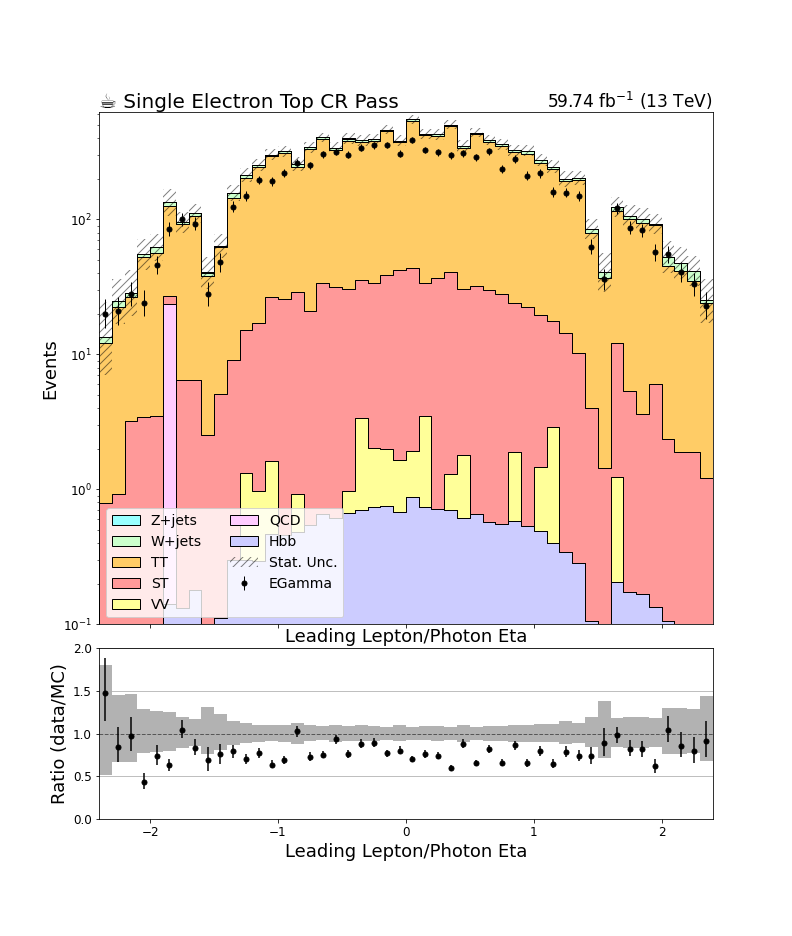 ☕ Single Electron Top CR Pass 59.74 fb⁻¹ (13 TeV)
Events
10²
10¹
10⁰
10⁻¹
Z+jets QCD
W+jets Hbb
TT Stat. Unc.
ST EGamma
VV
Leading Lepton/Photon Eta
Ratio (data/MC)
2.0
1.5
1.0
0.5
0.0
−2 −1 0 1 2
Leading Lepton/Photon Eta